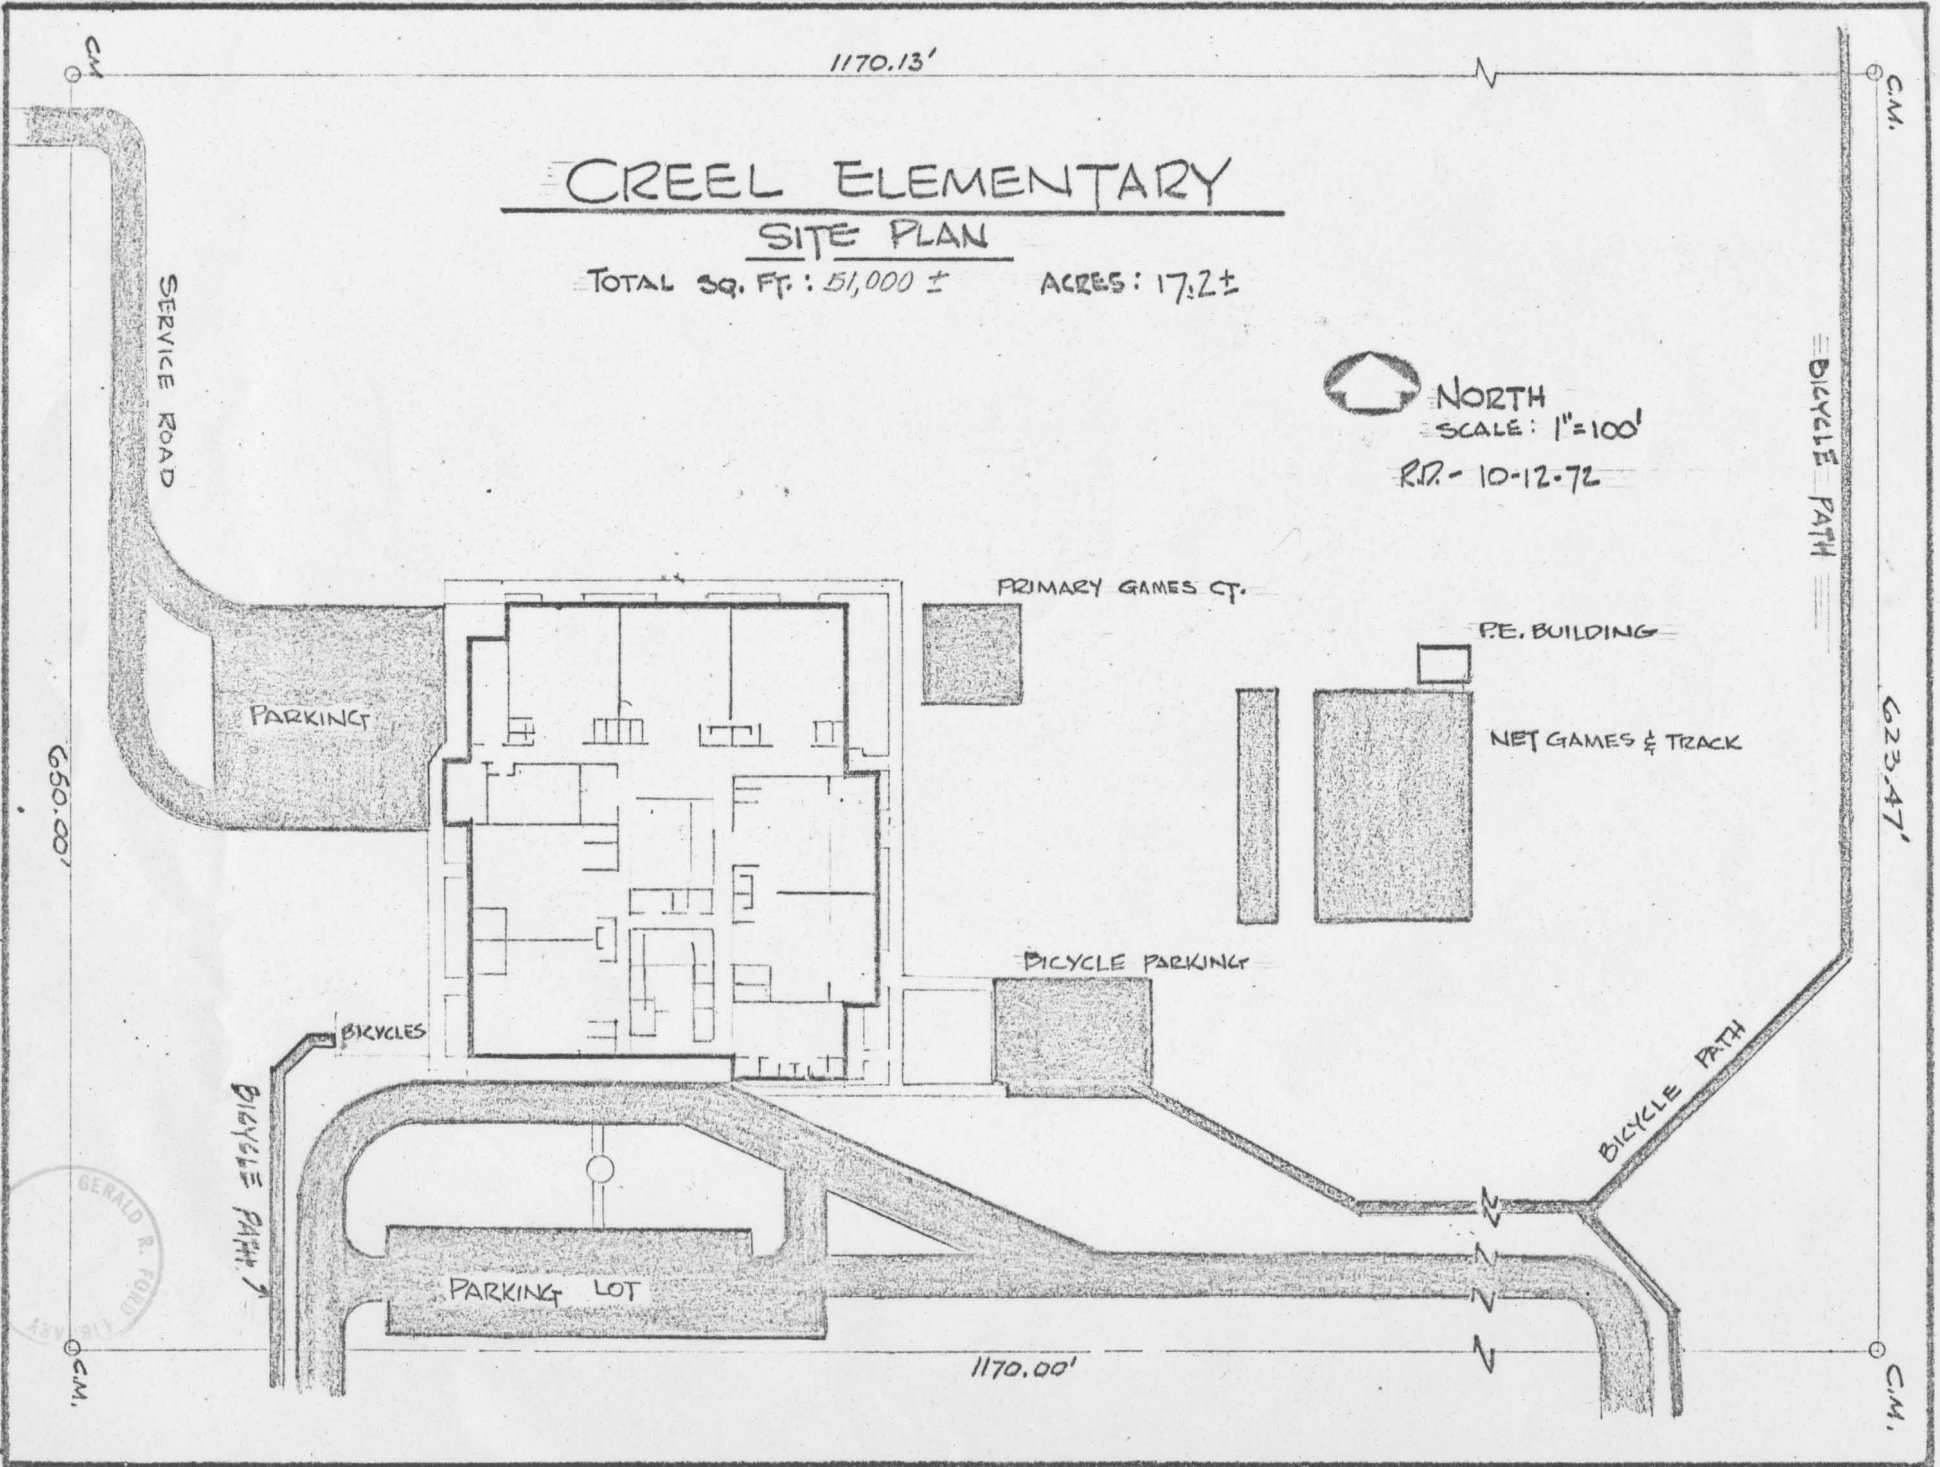 C.M
1170.13'
C.M.
CREEL ELEMENTARY
SITE PLAN
TOTAL SQ. FT.: 51,000 ± ACRES: 17.2±
SERVICE ROAD
NORTH
SCALE: 1"=100'
R.D. - 10-12-72
BICYCLE PATH
PRIMARY GAMES CT.
P.E. BUILDING
PARKING
NET GAMES & TRACK
650.00'
623.47'
BICYCLE PARKING
BICYCLES
BICYCLE PATH
BICYCLE PATH
GERALD R. FORD LIBRARY
PARKING LOT
C.M.
1170.00'
C.M.